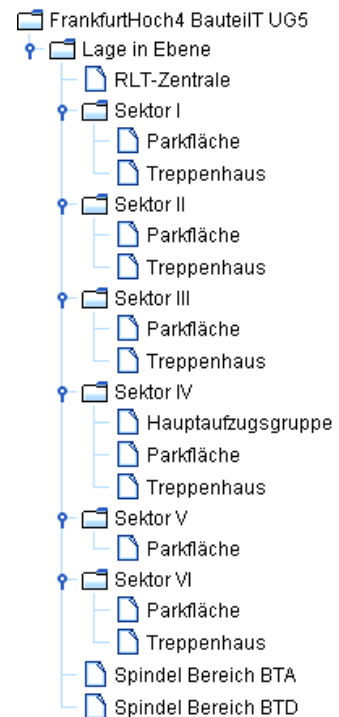 FrankfurtHoch4 BauteilT UG5
Lage in Ebene
RLT-Zentrale
Sektor I
Parkfläche
Treppenhaus
Sektor II
Parkfläche
Treppenhaus
Sektor III
Parkfläche
Treppenhaus
Sektor IV
Hauptaufzugsgruppe
Parkfläche
Treppenhaus
Sektor V
Parkfläche
Sektor VI
Parkfläche
Treppenhaus
Spindel Bereich BTA
Spindel Bereich BTD